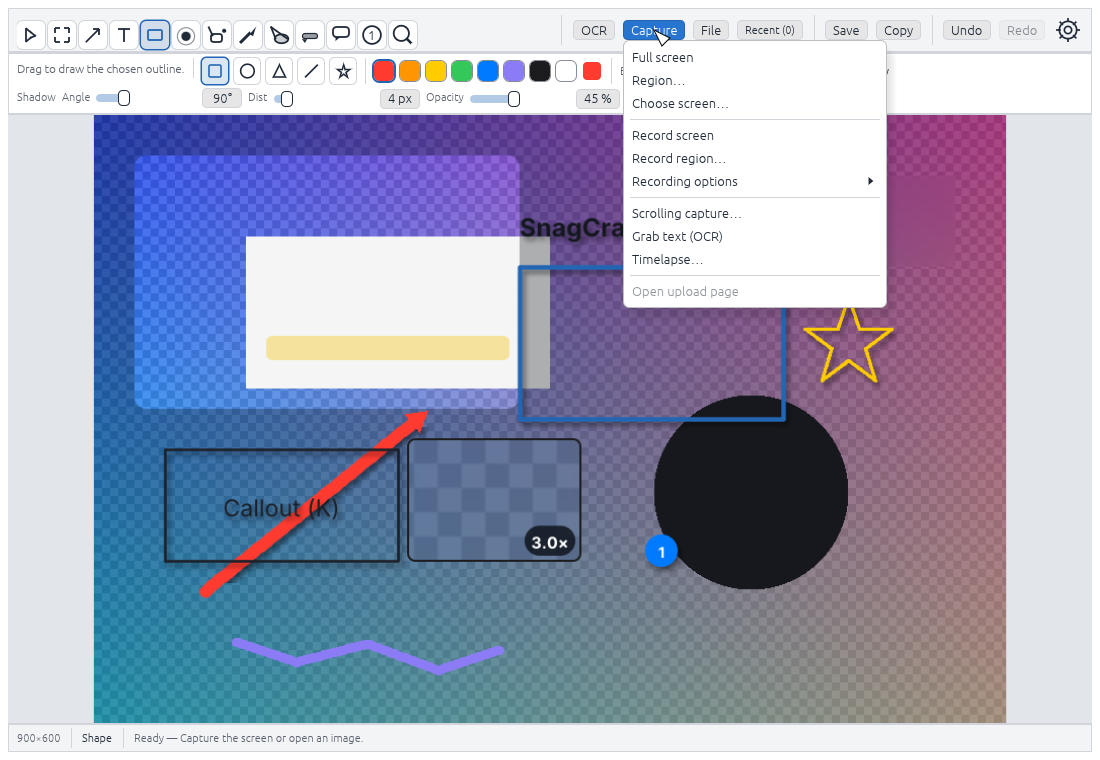 OCR Capture File Recent (0) Save Copy Undo Redo
Drag to draw the chosen outline.
Shadow Angle 90° Dist 4 px Opacity 45 %
Full screen
Region…
Choose screen…
Record screen
Record region…
Recording options
Scrolling capture…
Grab text (OCR)
Timelapse…
Open upload page
SnagCra
Callout (K)
3.0×
1
1
900×600 Shape Ready — Capture the screen or open an image.